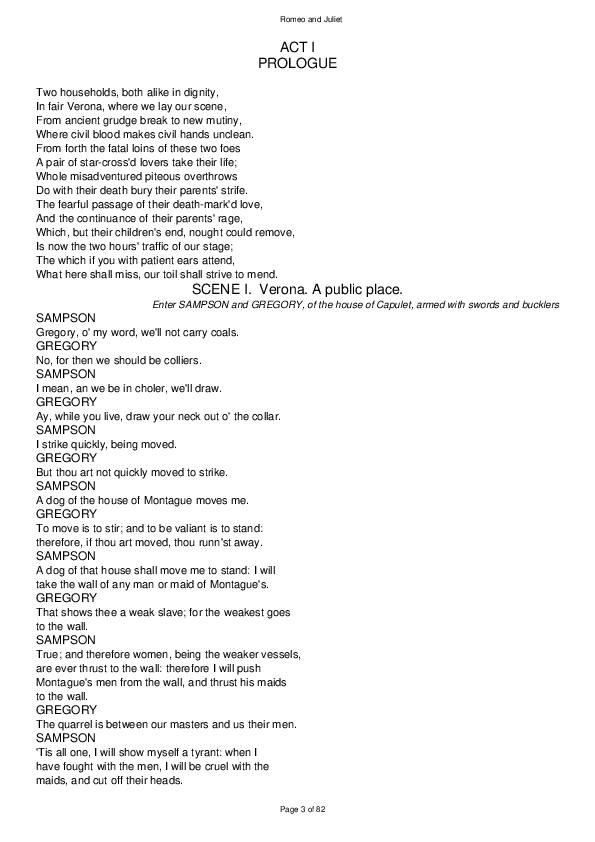 Romeo and Juliet
ACT I
PROLOGUE
Two households, both alike in dignity,
In fair Verona, where we lay our scene,
From ancient grudge break to new mutiny,
Where civil blood makes civil hands unclean.
From forth the fatal loins of these two foes
A pair of star-cross'd lovers take their life;
Whole misadventured piteous overthrows
Do with their death bury their parents' strife.
The fearful passage of their death-mark'd love,
And the continuance of their parents' rage,
Which, but their children's end, nought could remove,
Is now the two hours' traffic of our stage;
The which if you with patient ears attend,
What here shall miss, our toil shall strive to mend.
SCENE I. Verona. A public place.
Enter SAMPSON and GREGORY, of the house of Capulet, armed with swords and bucklers
SAMPSON
Gregory, o' my word, we'll not carry coals.
GREGORY
No, for then we should be colliers.
SAMPSON
I mean, an we be in choler, we'll draw.
GREGORY
Ay, while you live, draw your neck out o' the collar.
SAMPSON
I strike quickly, being moved.
GREGORY
But thou art not quickly moved to strike.
SAMPSON
A dog of the house of Montague moves me.
GREGORY
To move is to stir; and to be valiant is to stand:
therefore, if thou art moved, thou runn'st away.
SAMPSON
A dog of that house shall move me to stand: I will
take the wall of any man or maid of Montague's.
GREGORY
That shows thee a weak slave; for the weakest goes
to the wall.
SAMPSON
True; and therefore women, being the weaker vessels,
are ever thrust to the wall: therefore I will push
Montague's men from the wall, and thrust his maids
to the wall.
GREGORY
The quarrel is between our masters and us their men.
SAMPSON
'Tis all one, I will show myself a tyrant: when I
have fought with the men, I will be cruel with the
maids, and cut off their heads.
Page 3 of 82